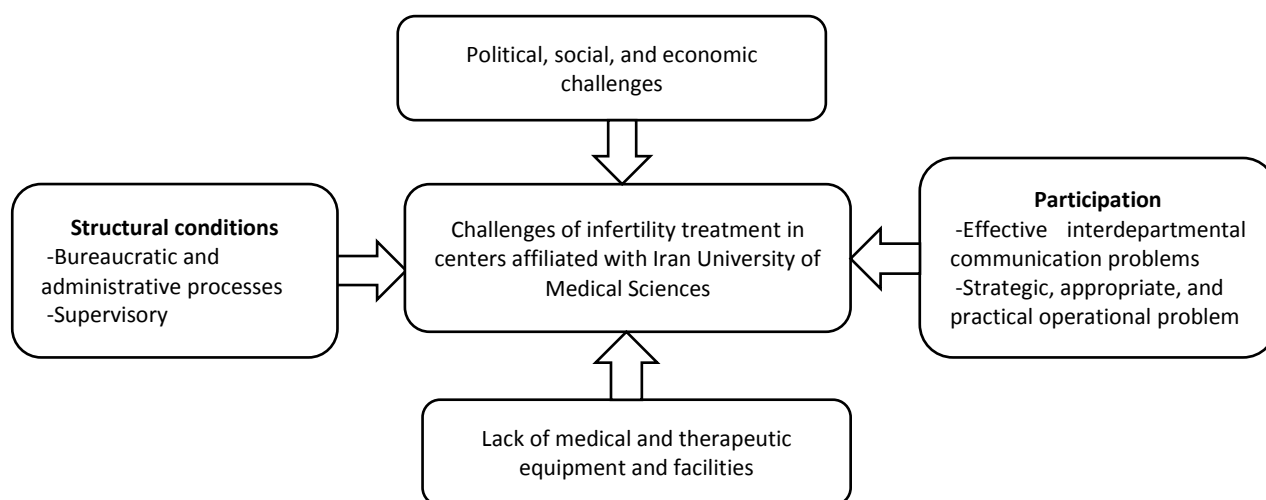 Political, social, and economic
challenges
Structural conditions
-Bureaucratic and
administrative processes
-Supervisory
Challenges of infertility treatment in
centers affiliated with Iran University of
Medical Sciences
Participation
-Effective interdepartmental
communication problems
-Strategic, appropriate, and
practical operational problem
Lack of medical and therapeutic
equipment and facilities